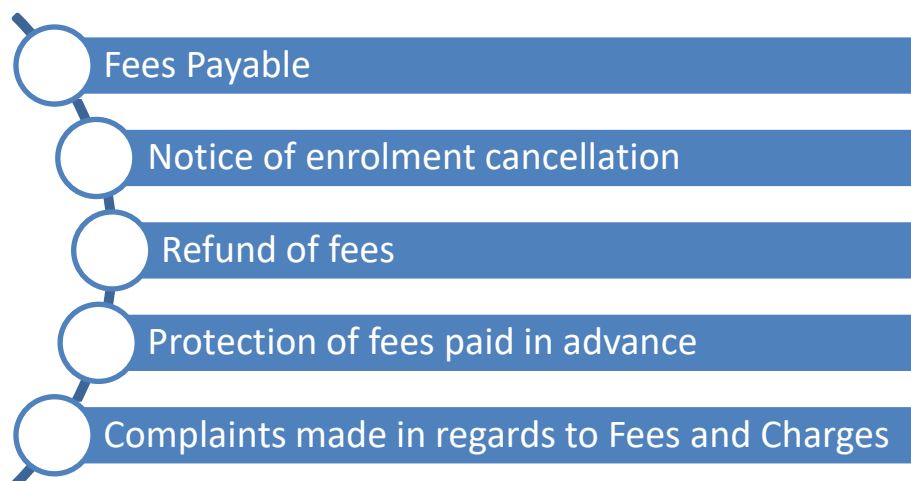 Fees Payable
Notice of enrolment cancellation
Refund of fees
Protection of fees paid in advance
Complaints made in regards to Fees and Charges